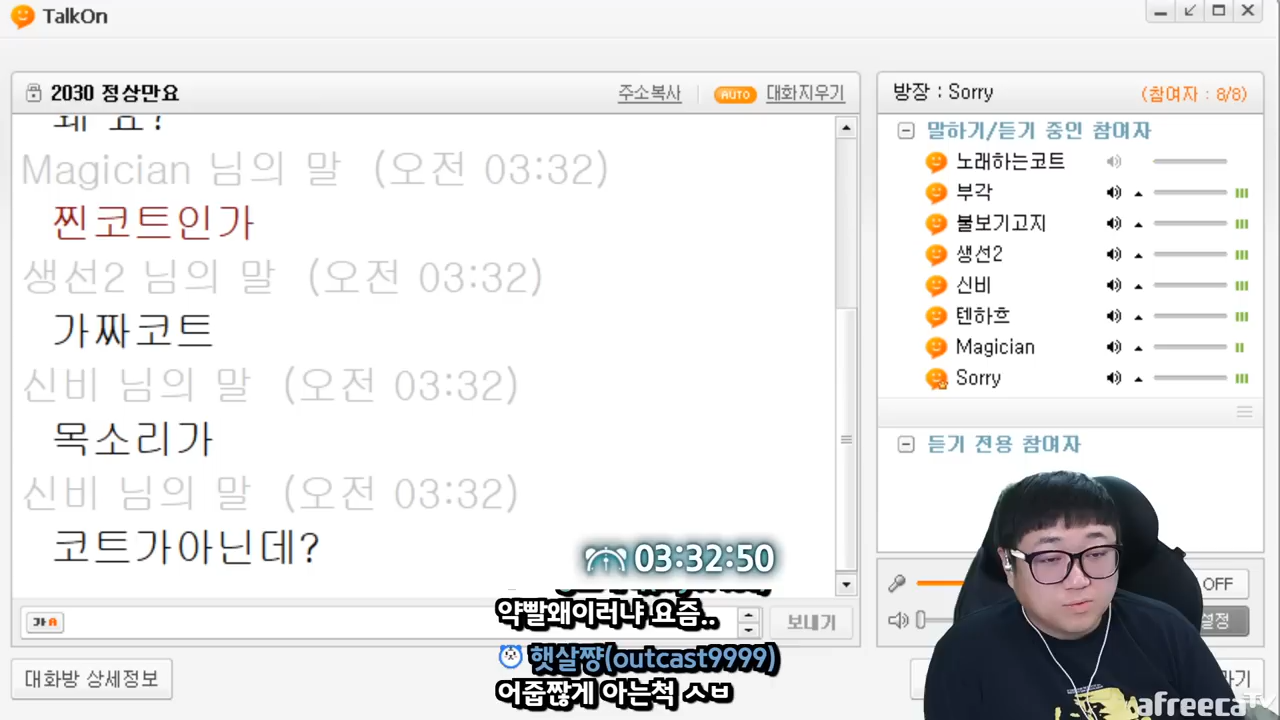 TalkOn
2030 정상만요
주소복사
AUTO
대화지우기
왜 요?
Magician 님의 말 (오전 03:32)
찐코트인가
생선2 님의 말 (오전 03:32)
가짜코트
신비 님의 말 (오전 03:32)
목소리가
신비 님의 말 (오전 03:32)
코트가아닌데?
03:32:50
약빨왜이러냐 요즘..
햇살쨩(outcast9999)
어줍짢게 아는척 ㅅㅂ
가A
보내기
대화방 상세정보
방장 : Sorry
(참여자 : 8/8)
말하기/듣기 중인 참여자
노래하는코트
부각
불보기고지
생선2
신비
텐하흐
Magician
Sorry
듣기 전용 참여자
OFF
설정
afreecaTV